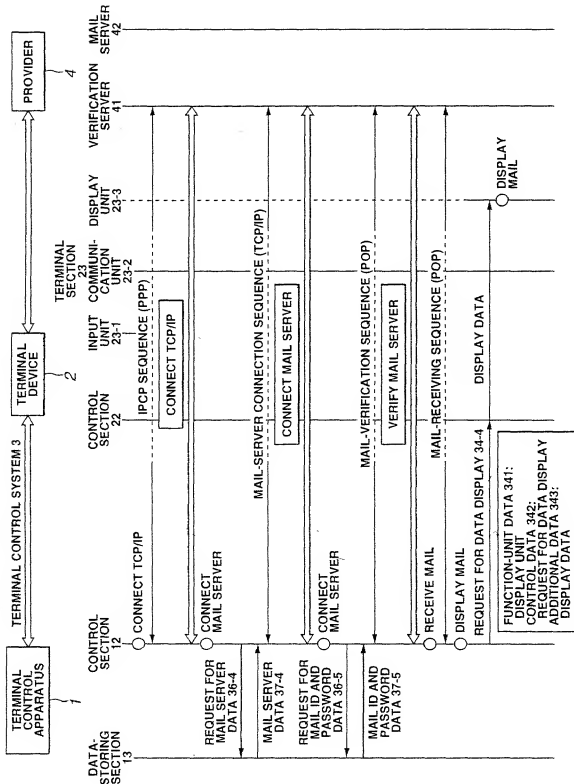 TERMINAL
CONTROL
APPARATUS
1
TERMINAL CONTROL SYSTEM 3
TERMINAL
DEVICE
2
PROVIDER
4
DATA-
STORING
SECTION
13
CONTROL
SECTION
12
CONTROL
SECTION
22
TERMINAL
SECTION
23
INPUT
UNIT
23-1
COMMUNI-
CATION
UNIT
23-2
DISPLAY
UNIT
23-3
VERIFICATION
SERVER
41
MAIL
SERVER
42
CONNECT TCP/IP
IPCP SEQUENCE (PPP)
CONNECT TCP/IP
CONNECT
MAIL SERVER
REQUEST FOR
MAIL SERVER
DATA 36-4
MAIL SERVER
DATA 37-4
MAIL-SERVER CONNECTION SEQUENCE (TCP/IP)
CONNECT MAIL SERVER
CONNECT
MAIL SERVER
REQUEST FOR
MAIL ID AND
PASSWORD
DATA 36-5
MAIL ID AND
PASSWORD
DATA 37-5
MAIL-VERIFICATION SEQUENCE (POP)
VERIFY MAIL SERVER
RECEIVE MAIL
MAIL-RECEIVING SEQUENCE (POP)
DISPLAY MAIL
REQUEST FOR DATA DISPLAY 34-4
DISPLAY DATA
DISPLAY
MAIL
FUNCTION-UNIT DATA 341:
DISPLAY UNIT
CONTROL DATA 342:
REQUEST FOR DATA DISPLAY
ADDITIONAL DATA 343:
DISPLAY DATA